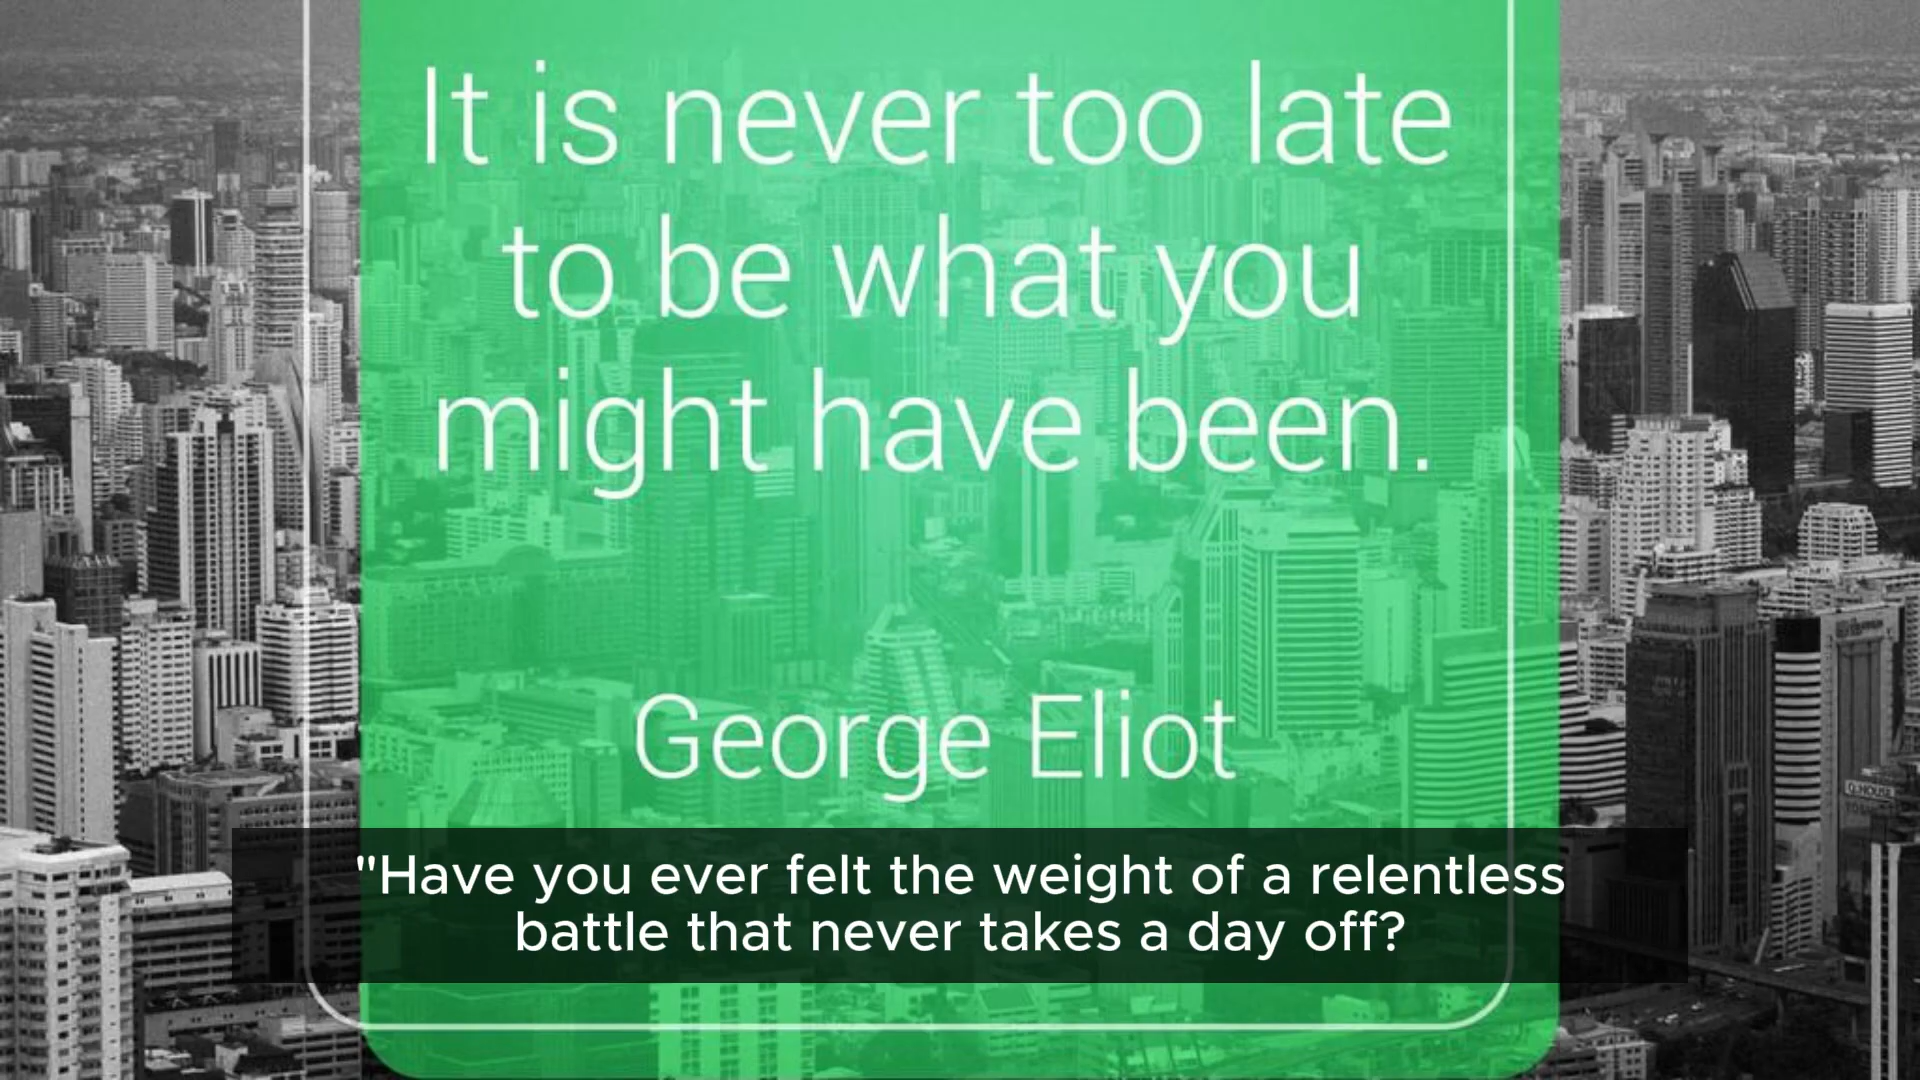 It is never too late
to be what you
might have been.
George Eliot
"Have you ever felt the weight of a relentless
battle that never takes a day off?
Q.HOUSE